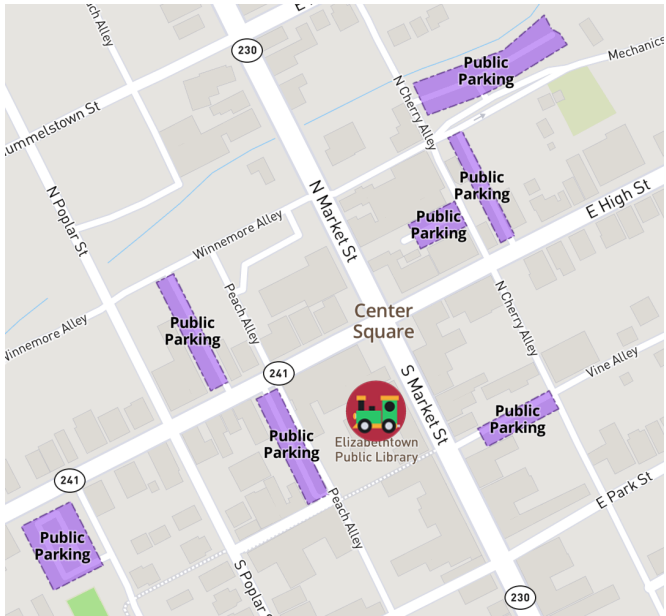 ch Alley
E
230
Public
Parking
Mechanics
N Cherry Alley
ummelstown St
Public
Parking
N Poplar St
N Market St
E High St
Public
Parking
Winnemore Alley
Peach Alley
N Cherry Alley
Center
Square
Winnemore Alley
Public
Parking
Vine Alley
241
S Market St
Public
Parking
Public
Parking
Elizabethtown
Public Library
241
E Park St
Peach Alley
Public
Parking
S Poplar St
230